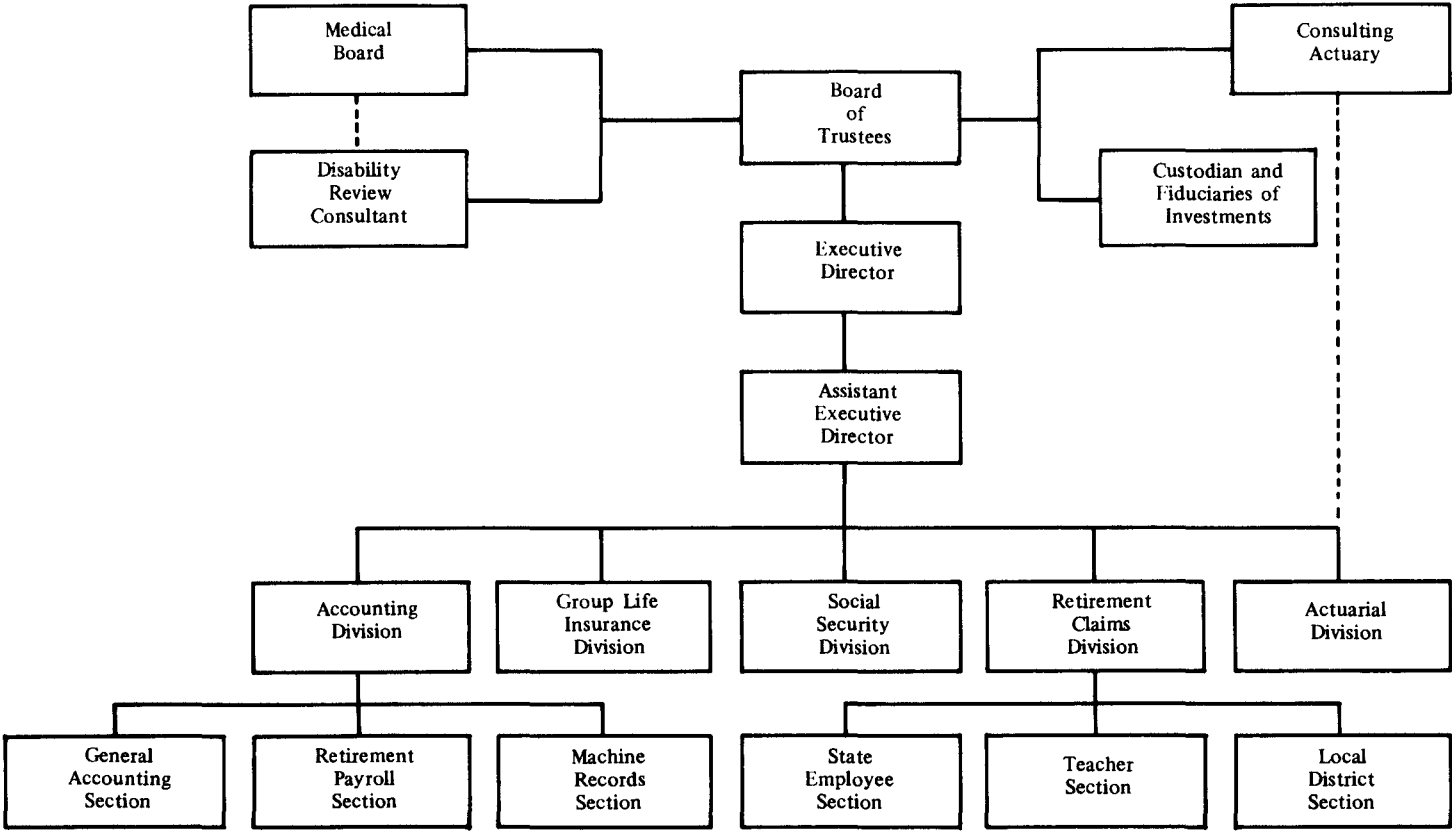 Medical
Board
Consulting
Actuary
Board
of
Trustees
Disability
Review
Consultant
Custodian and
Fiduciaries of
Investments
Executive
Director
Assistant
Executive
Director
Accounting
Division
Group Life
Insurance
Division
Social
Security
Division
Retirement
Claims
Division
Actuarial
Division
General
Accounting
Section
Retirement
Payroll
Section
Machine
Records
Section
State
Employee
Section
Teacher
Section
Local
District
Section